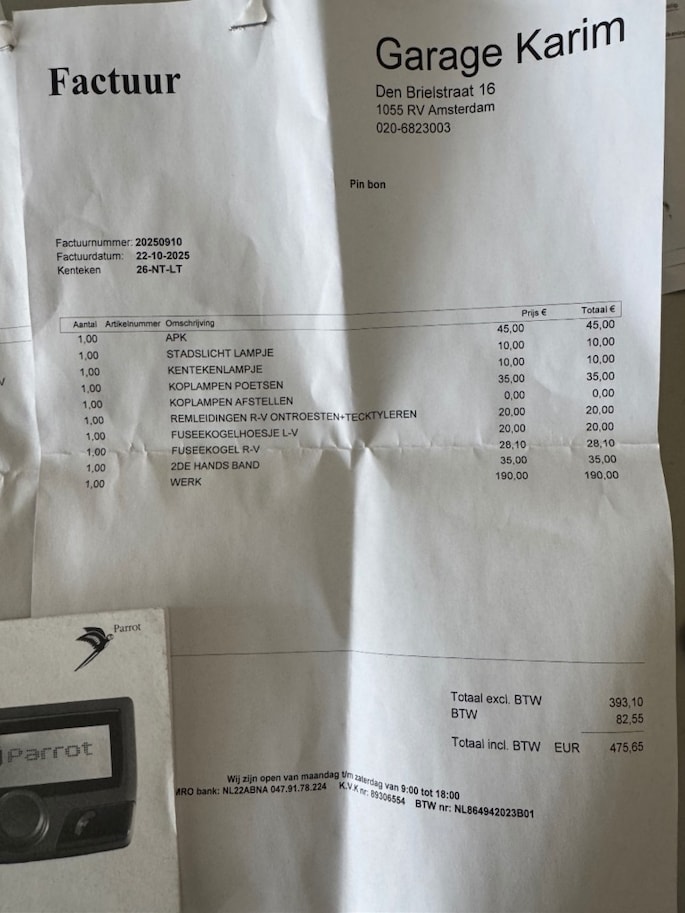 Factuur
Garage Karim
Den Brielstraat 16
1055 RV Amsterdam
020-6823003
Pin bon
Factuurnummer: 20250910
Factuurdatum: 22-10-2025
Kenteken 26-NT-LT
Aantal Artikelnummer Omschrijving Prijs € Totaal €
1,00 APK 45,00 45,00
1,00 STADSLICHT LAMPJE 10,00 10,00
1,00 KENTEKENLAMPJE 10,00 10,00
1,00 KOPLAMPEN POETSEN 35,00 35,00
1,00 KOPLAMPEN AFSTELLEN 0,00 0,00
1,00 REMLEIDINGEN R-V ONTROESTEN+TECKTYLEREN 20,00 20,00
1,00 FUSEEKOGELHOESJE L-V 20,00 20,00
1,00 FUSEEKOGEL R-V 28,10 28,10
1,00 2DE HANDS BAND 35,00 35,00
1,00 WERK 190,00 190,00
Totaal excl. BTW 393,10
BTW 82,55
Totaal incl. BTW EUR 475,65
Wij zijn open van maandag t/m zaterdag van 9:00 tot 18:00
MRO bank: NL22ABNA 047.91.78.224 K.V.K nr: 89306554 BTW nr: NL864942023B01
Parrot
Parrot